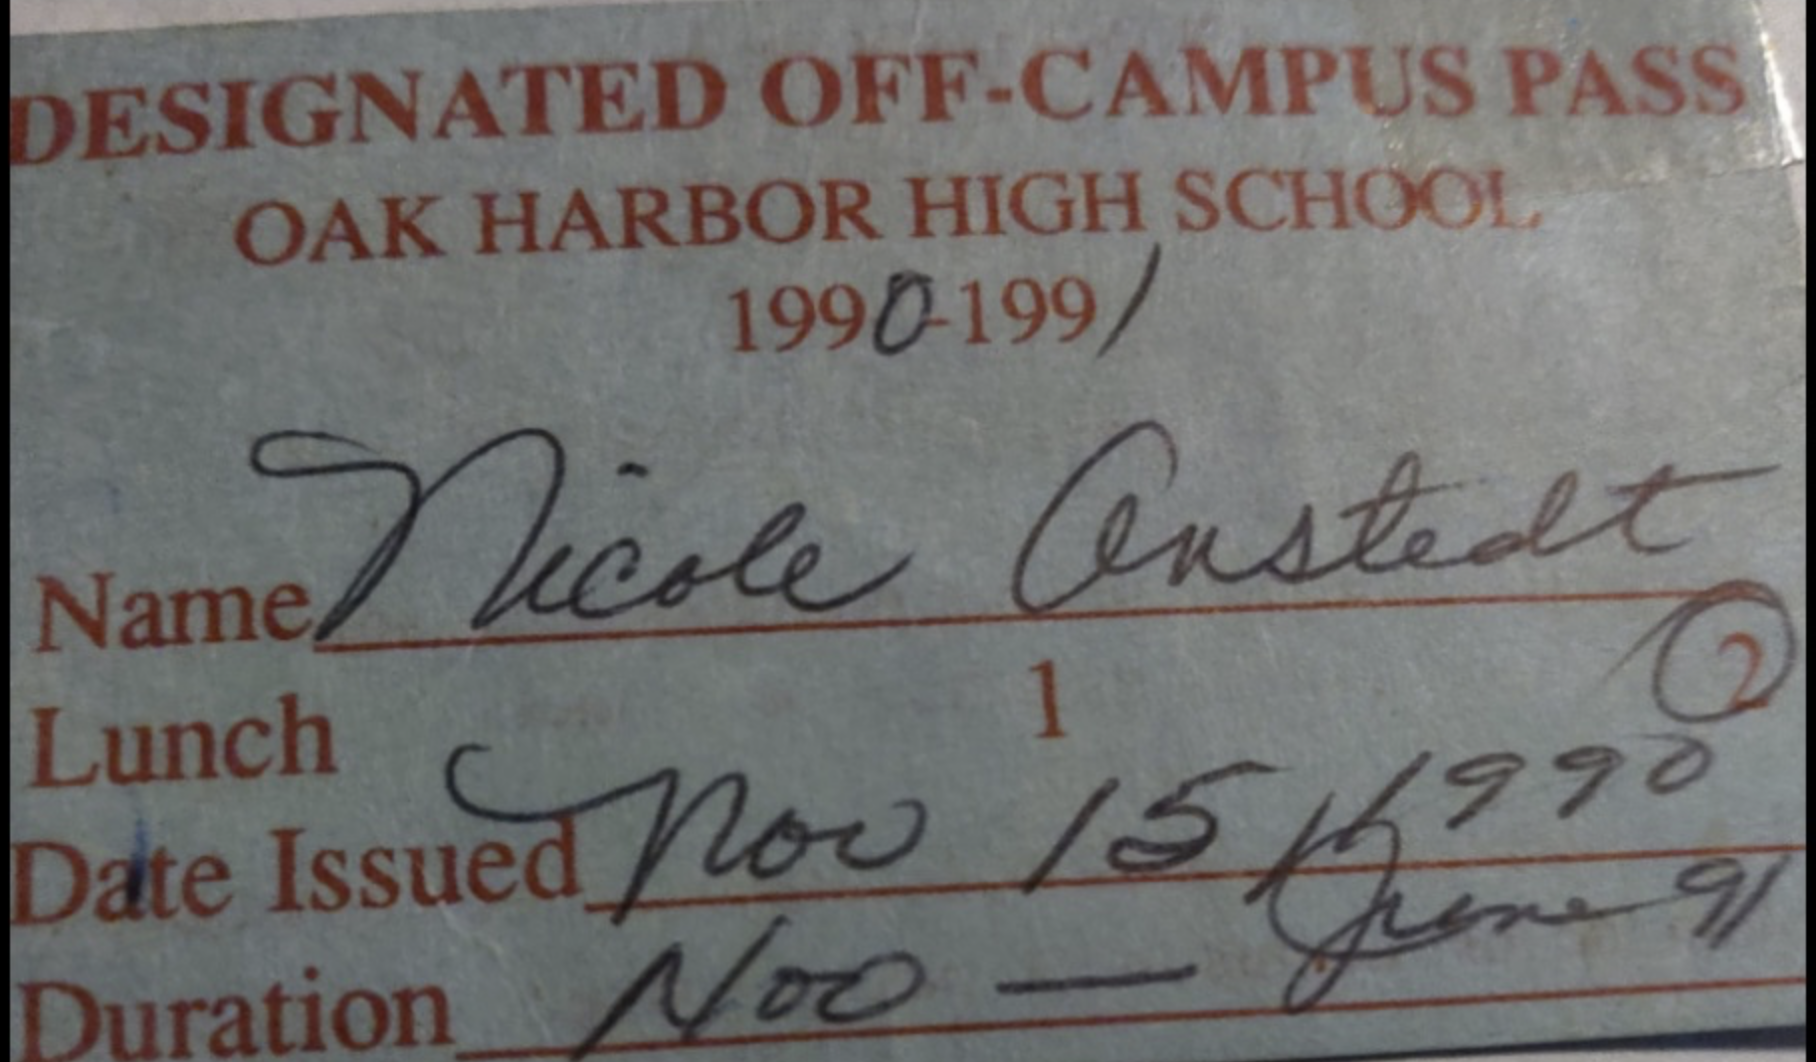 DESIGNATED OFF-CAMPUS PASS
OAK HARBOR HIGH SCHOOL
1990-1991
Name Nicole Anstedt
Lunch 1 2
Date Issued Nov 15, 1990
Duration Nov — June 91